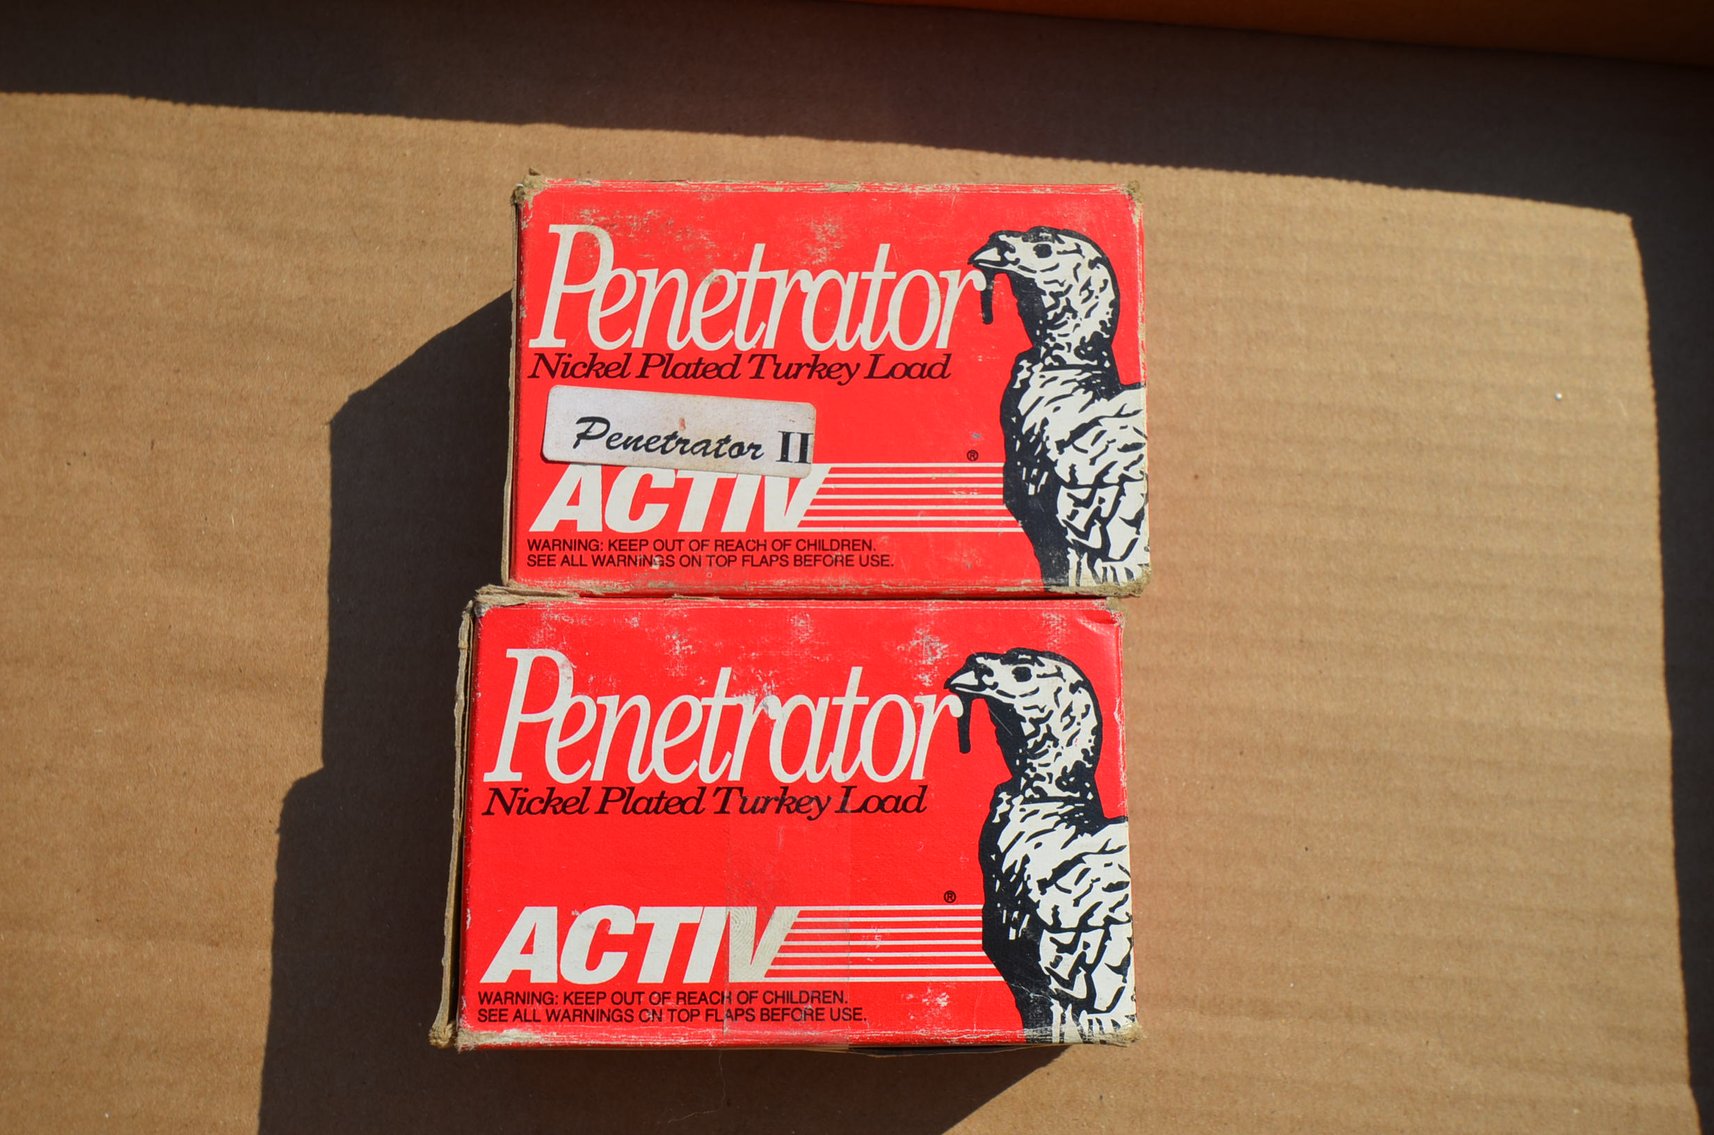 Penetrator
Nickel Plated Turkey Load
Penetrator II
®
ACTIV
WARNING: KEEP OUT OF REACH OF CHILDREN.
SEE ALL WARNINGS ON TOP FLAPS BEFORE USE.
Penetrator
Nickel Plated Turkey Load
®
ACTIV
WARNING: KEEP OUT OF REACH OF CHILDREN.
SEE ALL WARNINGS ON TOP FLAPS BEFORE USE.